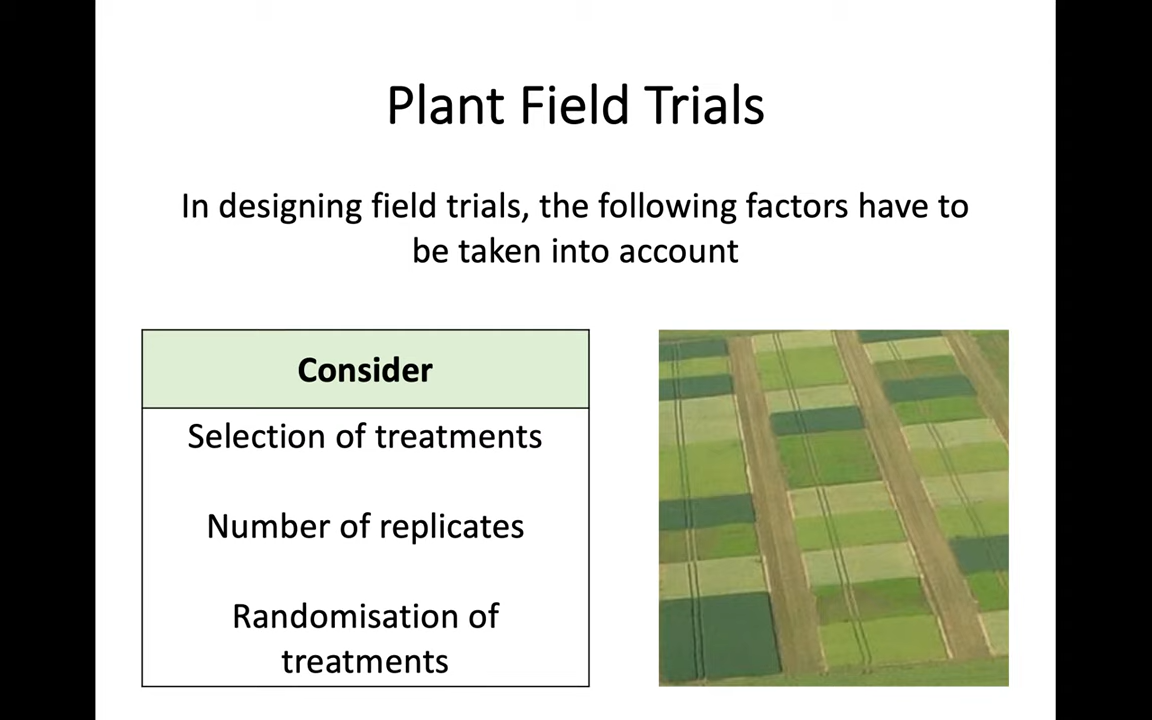 Plant Field Trials
In designing field trials, the following factors have to
be taken into account
Consider
Selection of treatments
Number of replicates
Randomisation of
treatments